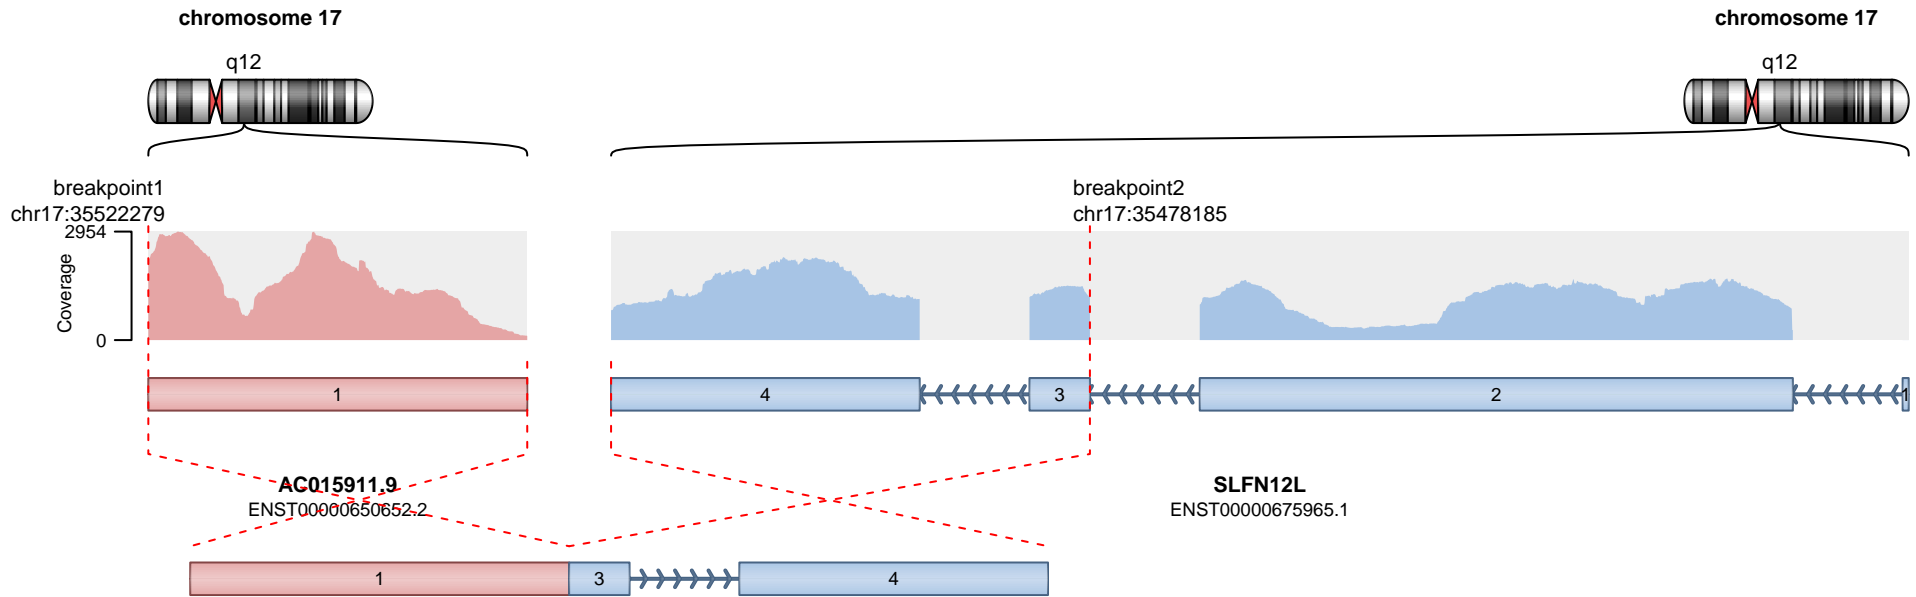 chromosome 17
chromosome 17
q12
q12
breakpoint1
chr17:35522279
breakpoint2
chr17:35478185
2954
Coverage
0
1
4
3
2
1
AC015911.9
ENST00000650652.2
SLFN12L
ENST00000675965.1
1
3
4